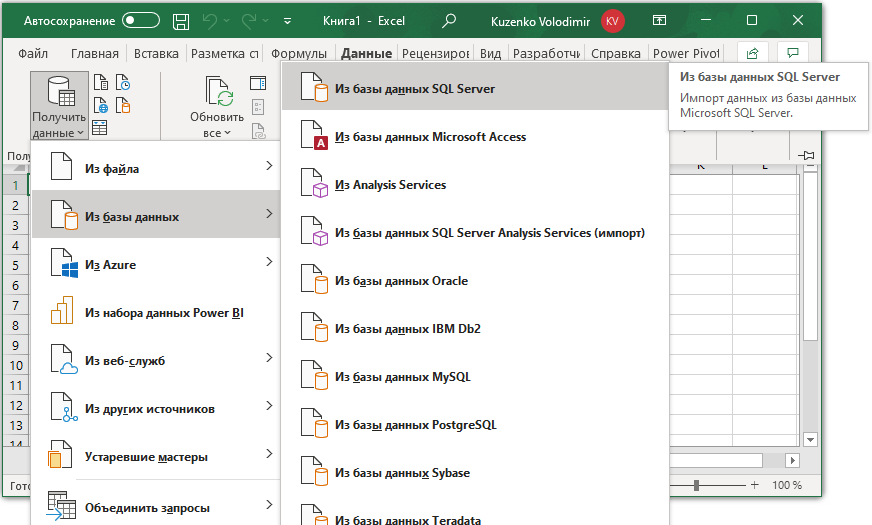 Автосохранение
Книга1 - Excel
Kuzenko Volodimir
KV
Файл
Главная
Вставка
Разметка ст
Формулы
Данные
Рецензиров
Вид
Разработчи
Справка
Power Pivot
Получить
данные
Обновить
все
Полу
Из файла
Из базы данных
Из Azure
Из набора данных Power BI
Из веб-служб
Из других источников
Устаревшие мастеры
Объединить запросы
Из базы данных SQL Server
Из базы данных Microsoft Access
Из Analysis Services
Из базы данных SQL Server Analysis Services (импорт)
Из базы данных Oracle
Из базы данных IBM Db2
Из базы данных MySQL
Из базы данных PostgreSQL
Из базы данных Sybase
Из базы данных Teradata
Из базы данных SQL Server
Импорт данных из базы данных
Microsoft SQL Server.
K
L
1
2
3
4
5
6
7
8
9
10
11
12
13
14
Гото
100 %